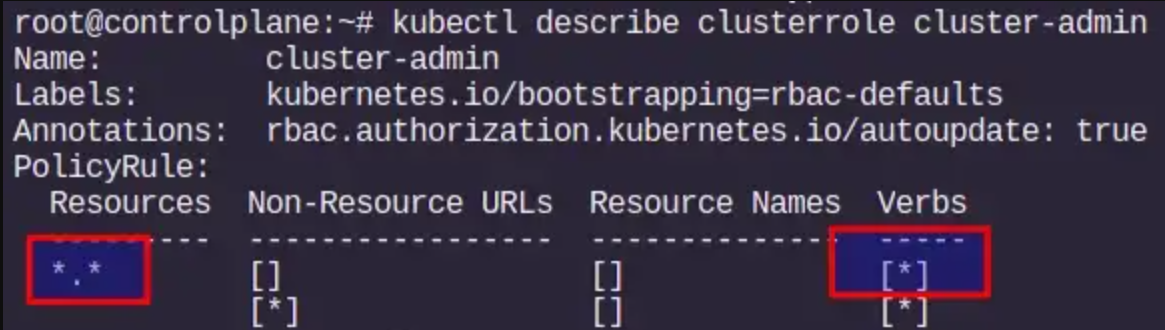 root@controlplane:~# kubectl describe clusterrole cluster-admin
Name:         cluster-admin
Labels:       kubernetes.io/bootstrapping=rbac-defaults
Annotations:  rbac.authorization.kubernetes.io/autoupdate: true
PolicyRule:
  Resources  Non-Resource URLs  Resource Names  Verbs
  ---------  -----------------  --------------  -----
  *.*        []                 []              [*]
             [*]                []              [*]